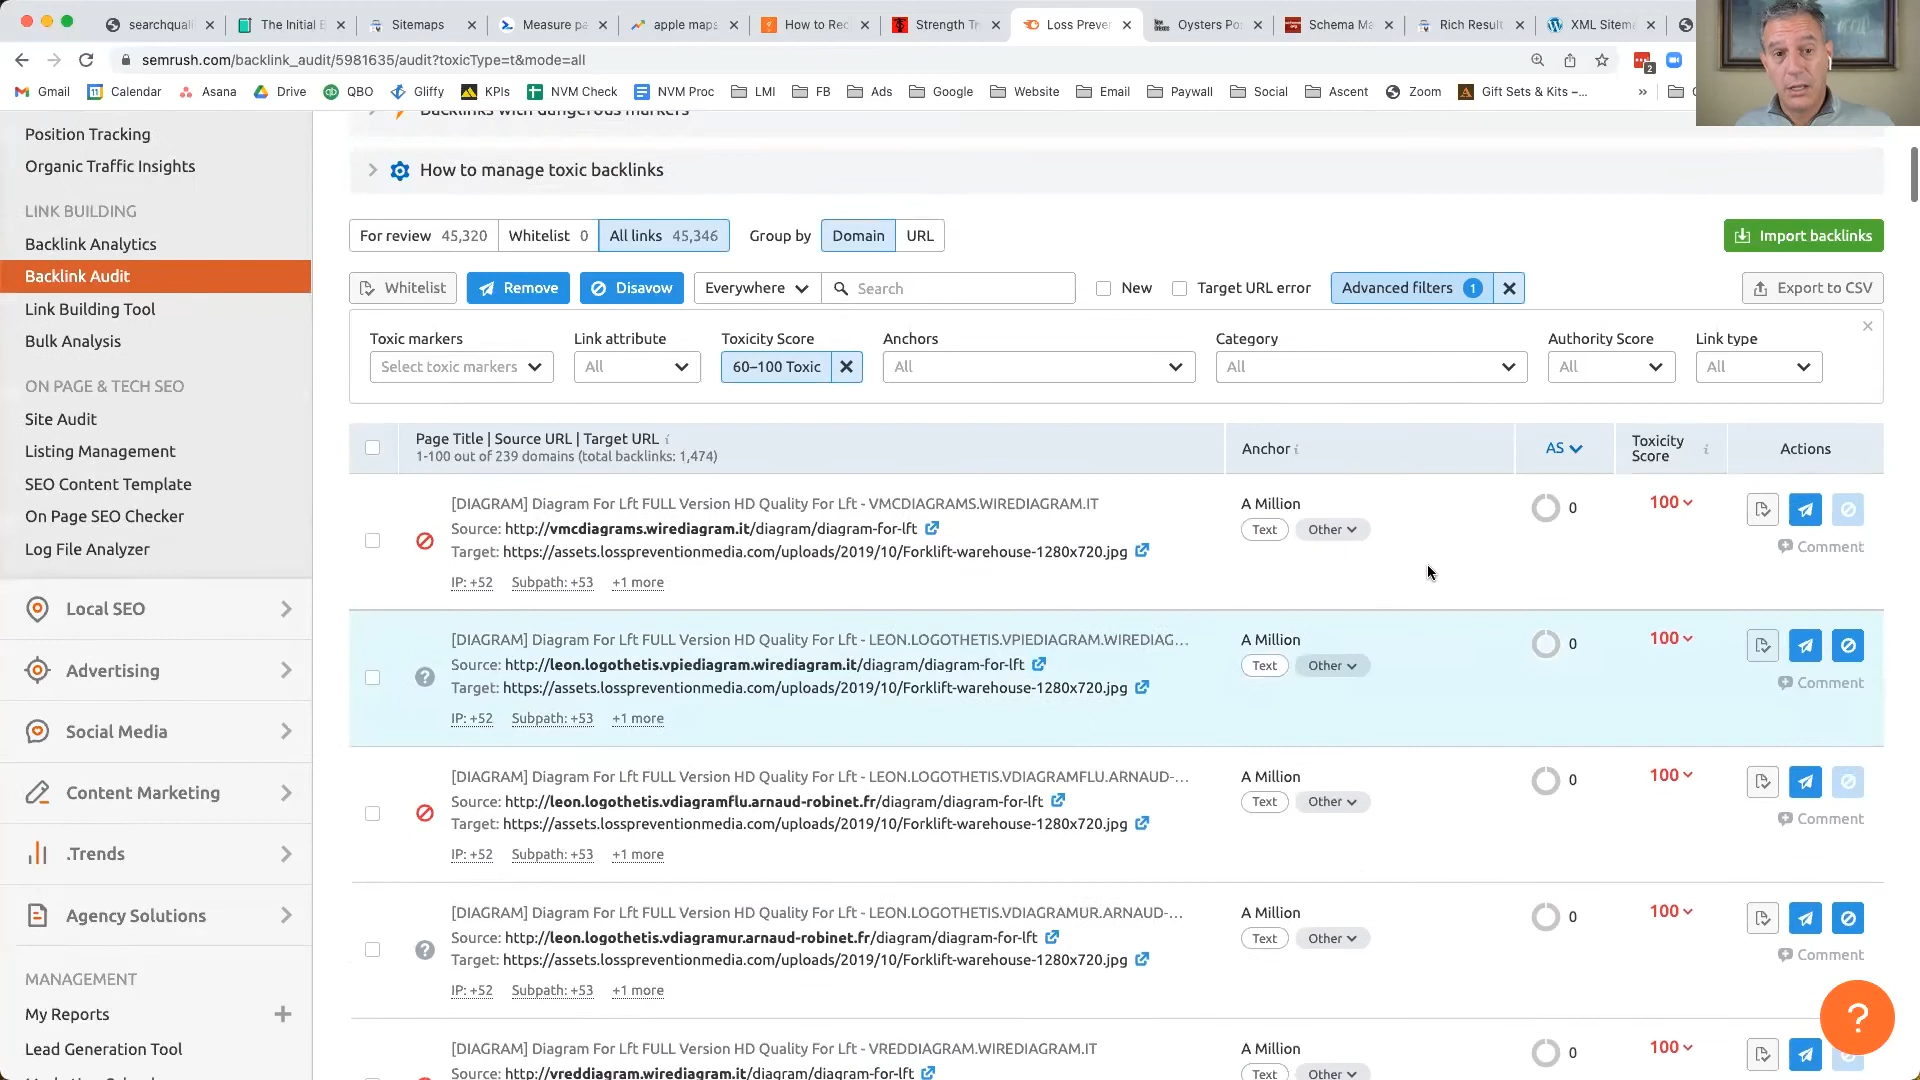 searchquali
The Initial E
Sitemaps
Measure pa
apple maps
How to Rec
Strength Tr
Loss Preven
Oysters Po
Schema Ma
Rich Result
XML Sitema
semrush.com/backlink_audit/5981635/audit?toxicType=t&mode=all
2
Gmail
Calendar
Asana
Drive
QBO
Gliffy
KPIs
NVM Check
NVM Proc
LMI
FB
Ads
Google
Website
Email
Paywall
Social
Ascent
Zoom
Gift Sets & Kits –...
»
Position Tracking
Organic Traffic Insights
LINK BUILDING
Backlink Analytics
Backlink Audit
Link Building Tool
Bulk Analysis
ON PAGE & TECH SEO
Site Audit
Listing Management
SEO Content Template
On Page SEO Checker
Log File Analyzer
Local SEO
Advertising
Social Media
Content Marketing
.Trends
Agency Solutions
MANAGEMENT
My Reports
Lead Generation Tool
Backlinks with dangerous markers
How to manage toxic backlinks
For review 45,320
Whitelist 0
All links 45,346
Group by
Domain
URL
Import backlinks
Whitelist
Remove
Disavow
Everywhere
Search
New
Target URL error
Advanced filters 1
Export to CSV
Toxic markers
Link attribute
Toxicity Score
Anchors
Category
Authority Score
Link type
Select toxic markers
All
60–100 Toxic
All
All
All
All
Page Title | Source URL | Target URL i
1-100 out of 239 domains (total backlinks: 1,474)
Anchor i
AS
Toxicity Score i
Actions
[DIAGRAM] Diagram For Lft FULL Version HD Quality For Lft - VMCDIAGRAMS.WIREDIAGRAM.IT
Source: http://vmcdiagrams.wirediagram.it/diagram/diagram-for-lft
Target: https://assets.losspreventionmedia.com/uploads/2019/10/Forklift-warehouse-1280x720.jpg
IP: +52 Subpath: +53 +1 more
A Million
Text Other
0
100
Comment
[DIAGRAM] Diagram For Lft FULL Version HD Quality For Lft - LEON.LOGOTHETIS.VPIEDIAGRAM.WIREDIAG...
Source: http://leon.logothetis.vpiediagram.wirediagram.it/diagram/diagram-for-lft
Target: https://assets.losspreventionmedia.com/uploads/2019/10/Forklift-warehouse-1280x720.jpg
IP: +52 Subpath: +53 +1 more
A Million
Text Other
0
100
Comment
[DIAGRAM] Diagram For Lft FULL Version HD Quality For Lft - LEON.LOGOTHETIS.VDIAGRAMFLU.ARNAUD-...
Source: http://leon.logothetis.vdiagramflu.arnaud-robinet.fr/diagram/diagram-for-lft
Target: https://assets.losspreventionmedia.com/uploads/2019/10/Forklift-warehouse-1280x720.jpg
IP: +52 Subpath: +53 +1 more
A Million
Text Other
0
100
Comment
[DIAGRAM] Diagram For Lft FULL Version HD Quality For Lft - LEON.LOGOTHETIS.VDIAGRAMUR.ARNAUD-...
Source: http://leon.logothetis.vdiagramur.arnaud-robinet.fr/diagram/diagram-for-lft
Target: https://assets.losspreventionmedia.com/uploads/2019/10/Forklift-warehouse-1280x720.jpg
IP: +52 Subpath: +53 +1 more
A Million
Text Other
0
100
Comment
[DIAGRAM] Diagram For Lft FULL Version HD Quality For Lft - VREDDIAGRAM.WIREDIAGRAM.IT
Source: http://vreddiagram.wirediagram.it/diagram/diagram-for-lft
A Million
Text Other
0
100
?